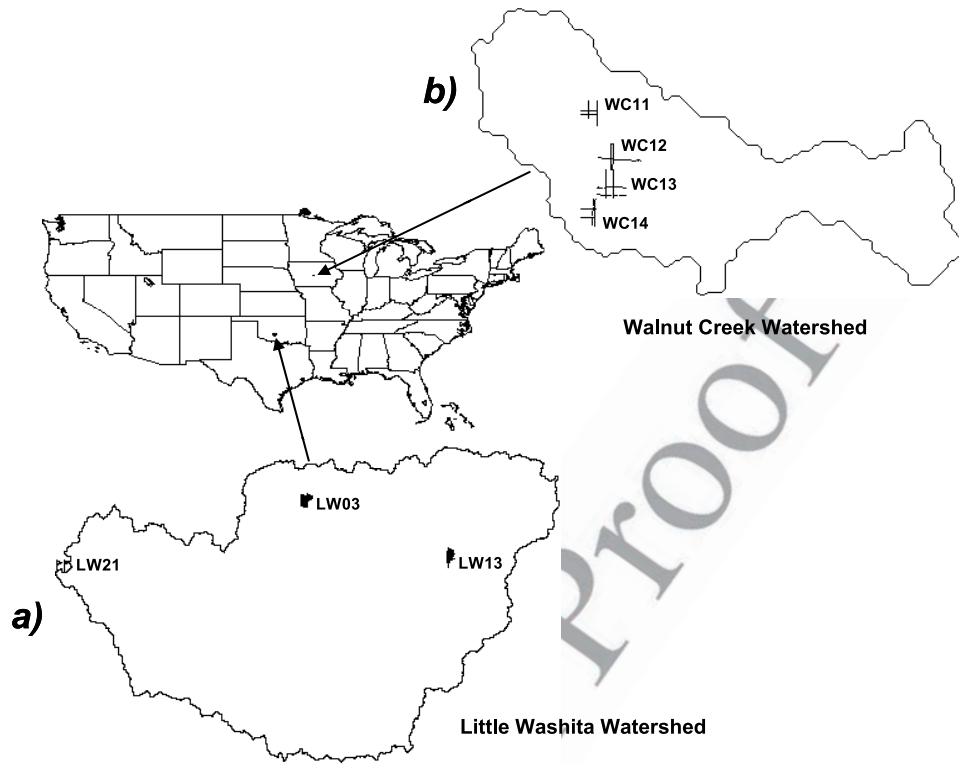 b)
WC11
WC12
WC13
WC14
Walnut Creek Watershed
LW03
LW21
LW13
a)
Little Washita Watershed
Proof